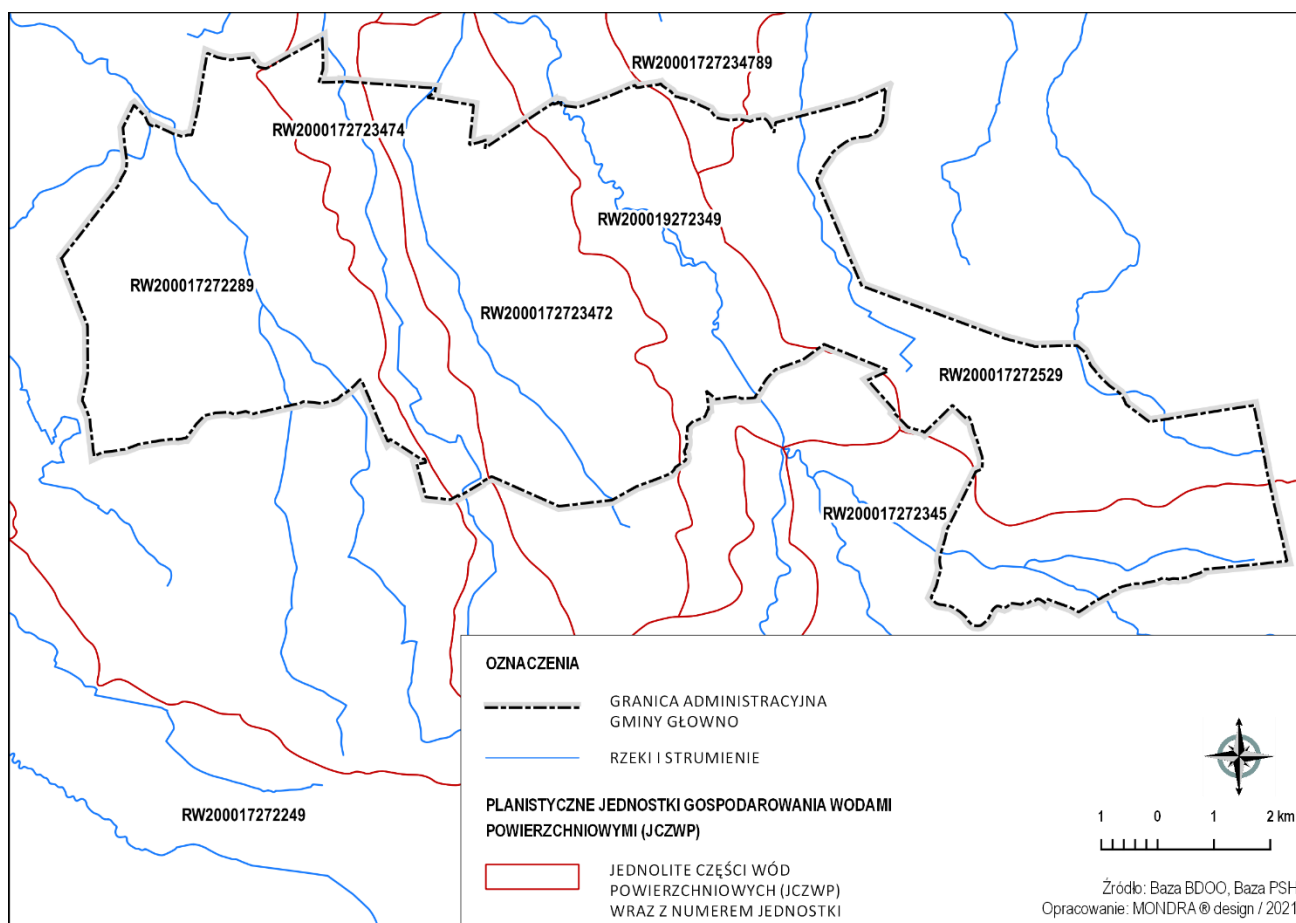 RW20001727234789
RW2000172723474
RW200019272349
RW200017272289
RW2000172723472
RW200017272529
RW200017272345
RW200017272249
OZNACZENIA
GRANICA ADMINISTRACYJNA
GMINY GŁOWNO
RZEKI I STRUMIENIE
PLANISTYCZNE JEDNOSTKI GOSPODAROWANIA WODAMI
POWIERZCHNIOWYMI (JCZWP)
JEDNOLITE CZĘŚCI WÓD
POWIERZCHNIOWYCH (JCZWP)
WRAZ Z NUMEREM JEDNOSTKI
1 0 1 2 km
Źródło: Baza BDOO, Baza PSH
Opracowanie: MONDRA ® design / 2021